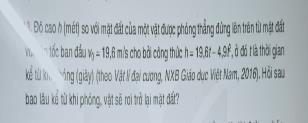 Độ cao h (mét) so với mặt đất của một vật được phóng thẳng đứng lên trên từ mặt đất
tốc ban đầu v₀ = 19,6 m/s cho bởi công thức h = 19,6t – 4,9t², ở đó t là thời gian
kể từ khi phóng (giây) (theo Vật lí đại cương, NXB Giáo dục Việt Nam, 2016). Hỏi sau
bao lâu kể từ khi phóng, vật sẽ rơi trở lại mặt đất?